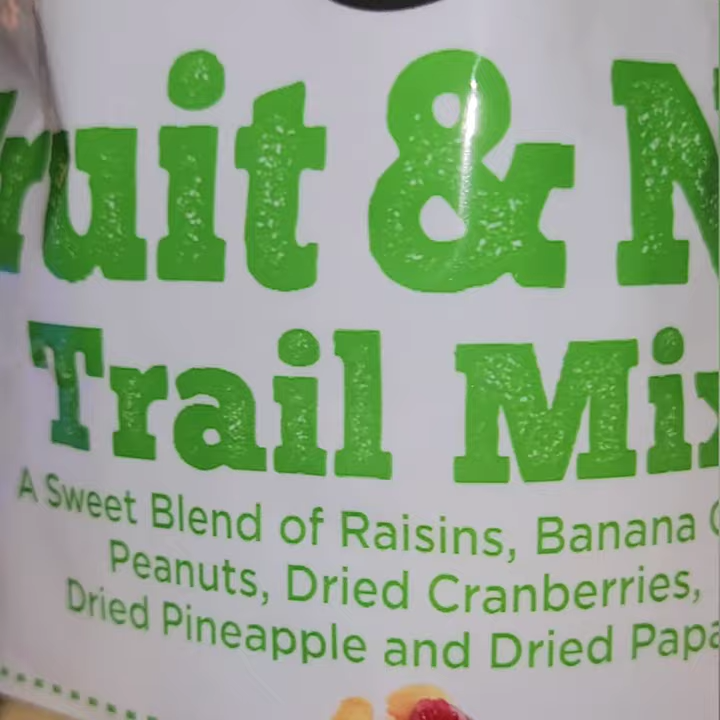 ruit & N
Trail Mix
A Sweet Blend of Raisins, Banana
Peanuts, Dried Cranberries,
Dried Pineapple and Dried Papa